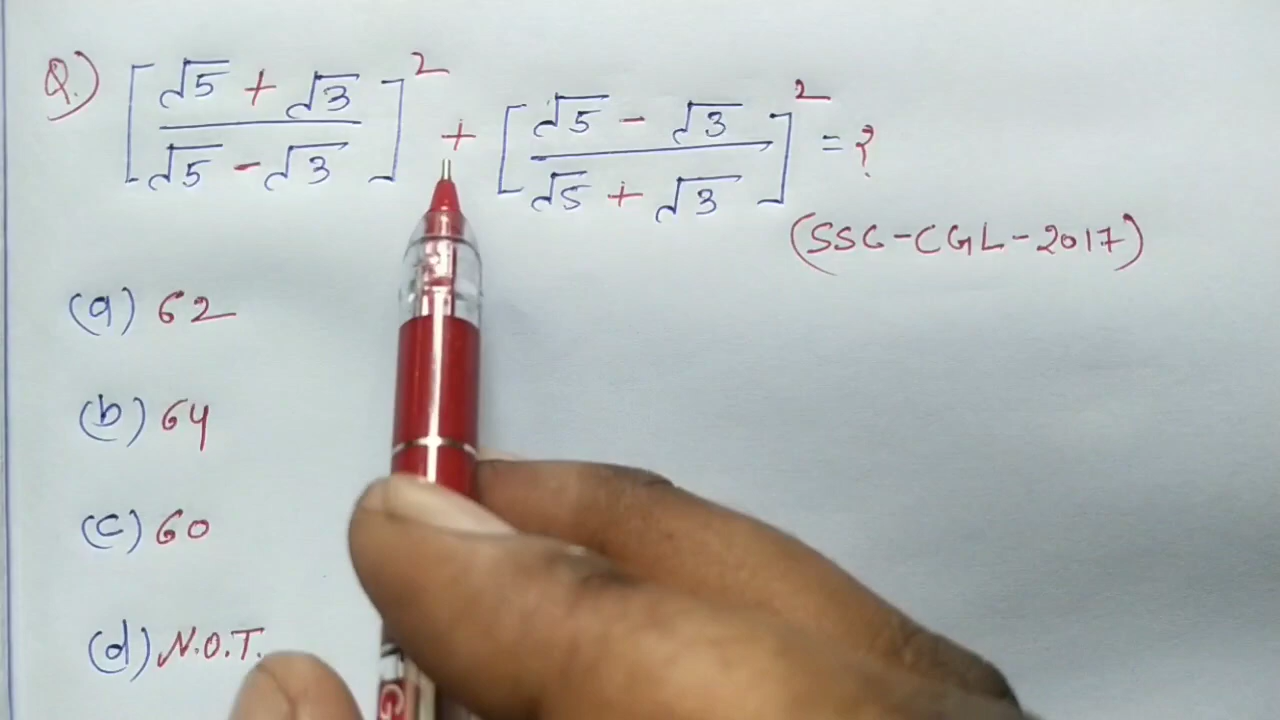 Q.) [(√5 + √3)/(√5 - √3)]² + [(√5 - √3)/(√5 + √3)]² = ?
(SSC-CGL-2017)
(a) 62
(b) 64
(c) 60
(d) N.O.T.
G